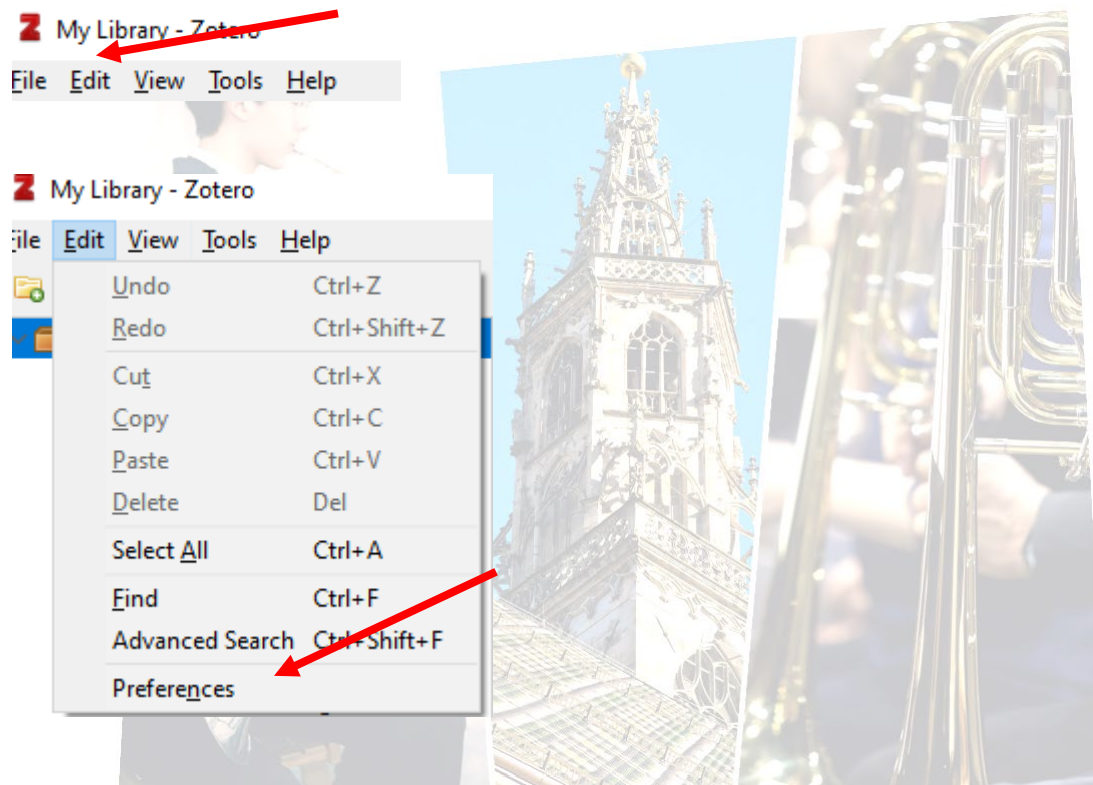 My Library - Zotero
File Edit View Tools Help
My Library - Zotero
File Edit View Tools Help
Undo Ctrl+Z
Redo Ctrl+Shift+Z
Cut Ctrl+X
Copy Ctrl+C
Paste Ctrl+V
Delete Del
Select All Ctrl+A
Find Ctrl+F
Advanced Search Ctrl+Shift+F
Preferences